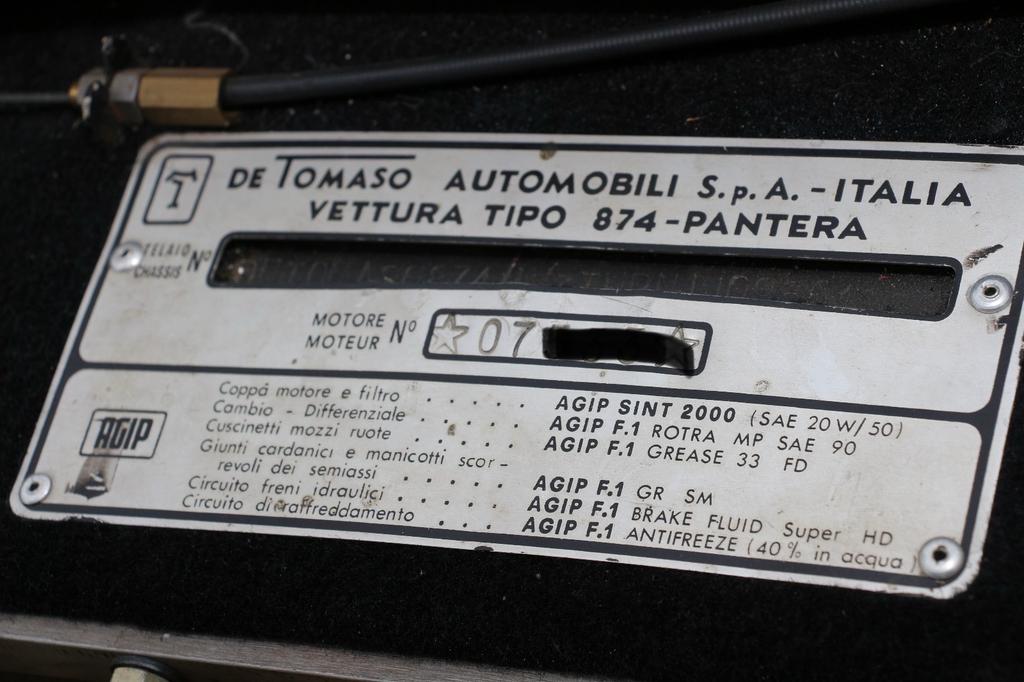 T
DE TOMASO AUTOMOBILI S.p.A. - ITALIA
VETTURA TIPO 874 - PANTERA
TELAIO
CHASSIS Nº
MOTORE
MOTEUR Nº ☆07
AGIP
Coppa motore e filtro . . . . . AGIP SINT 2000 (SAE 20 W/50)
Cambio - Differenziale . . . . . AGIP F.1 ROTRA MP SAE 90
Cuscinetti mozzi ruote . . . . . AGIP F.1 GREASE 33 FD
Giunti cardanici e manicotti scor-
revoli dei semiassi . . . . . AGIP F.1 GR SM
Circuito freni idraulici . . . . . AGIP F.1 BRAKE FLUID Super HD
Circuito di raffreddamento . . . . AGIP F.1 ANTIFREEZE (40% in acqua)